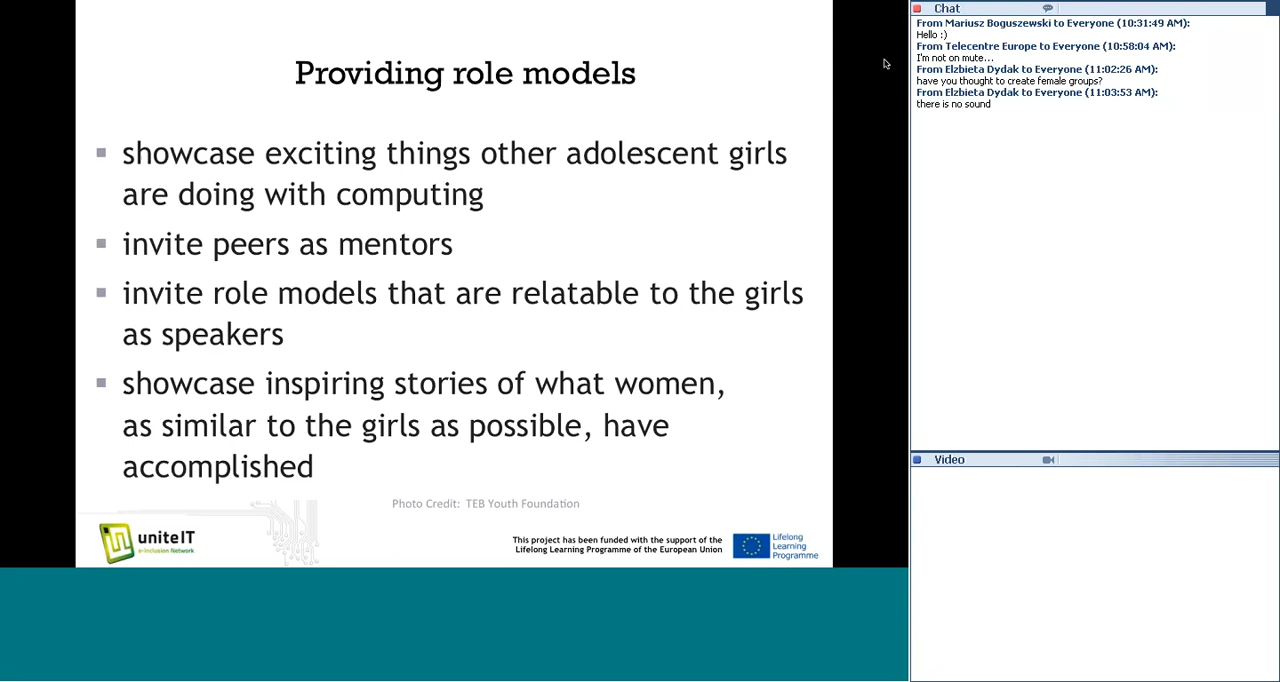 Providing role models
showcase exciting things other adolescent girls
are doing with computing
invite peers as mentors
invite role models that are relatable to the girls
as speakers
showcase inspiring stories of what women,
as similar to the girls as possible, have
accomplished
Photo Credit: TEB Youth Foundation
uniteIT
e-Inclusion Network
This project has been funded with the support of the
Lifelong Learning Programme of the European Union
Lifelong
Learning
Programme
Chat
From Mariusz Boguszewski to Everyone (10:31:49 AM):
Hello :)
From Telecentre Europe to Everyone (10:58:04 AM):
I'm not on mute...
From Elzbieta Dydak to Everyone (11:02:26 AM):
have you thought to create female groups?
From Elzbieta Dydak to Everyone (11:03:53 AM):
there is no sound
Video